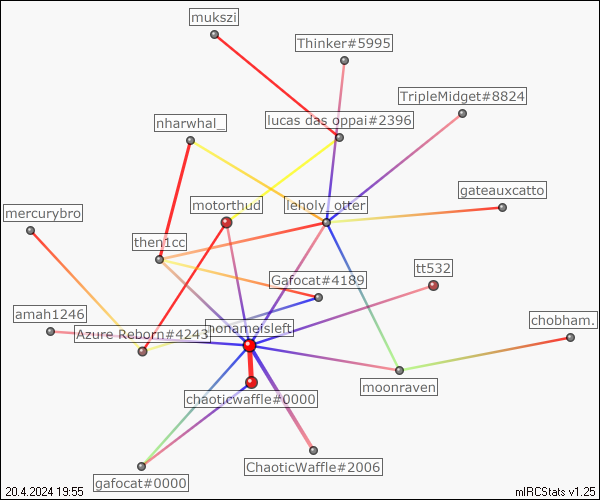 mukszi
Thinker#5995
TripleMidget#8824
lucas das oppai#2396
nharwhal_
gateauxcatto
motorthud
leholy_otter
mercurybro
then1cc
tt532
Gafocat#4189
amah1246
nonameisleft
chobham.
Azure Reborn#4243
moonraven
chaoticwaffle#0000
ChaoticWaffle#2006
gafocat#0000
20.4.2024 19:55
mIRCStats v1.25